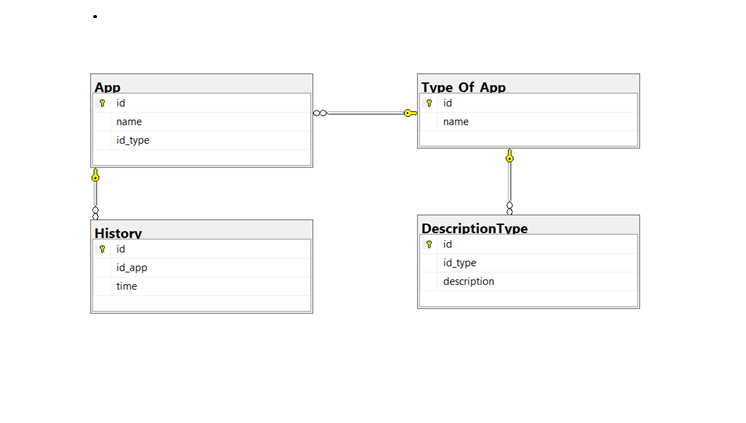 App
id
name
id_type
Type_Of_App
id
name
History
id
id_app
time
DescriptionType
id
id_type
description